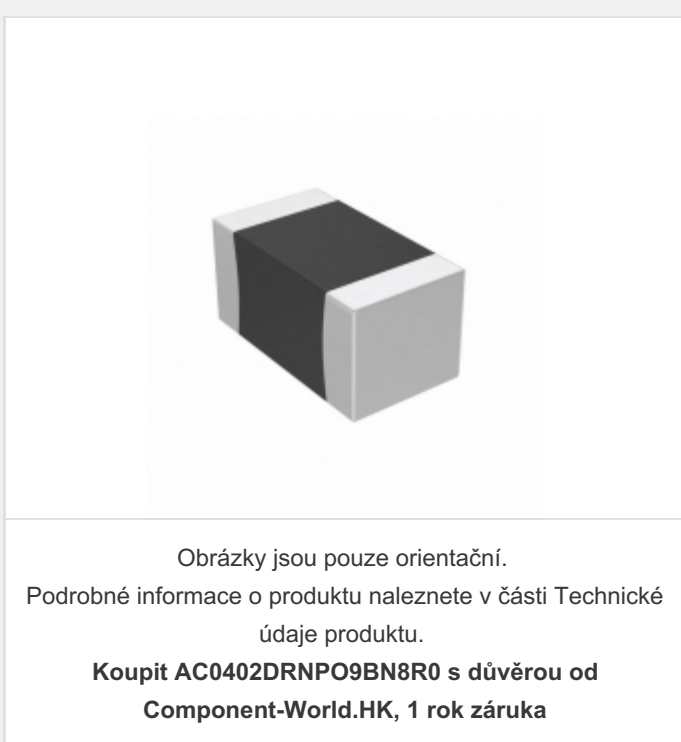 Obrázky jsou pouze orientační.
Podrobné informace o produktu naleznete v části Technické
údaje produktu.
Koupit AC0402DRNPO9BN8R0 s důvěrou od
Component-World.HK, 1 rok záruka